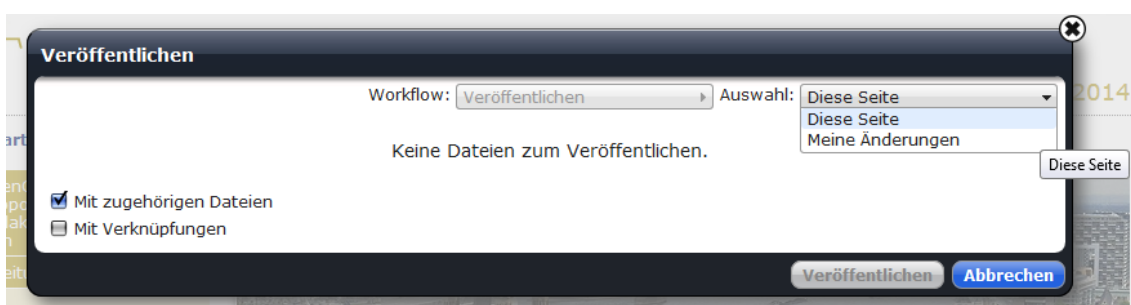 Veröffentlichen
Workflow: Veröffentlichen Auswahl: Diese Seite
2014
Diese Seite
art
Meine Änderungen
Keine Dateien zum Veröffentlichen.
Diese Seite
Mit zugehörigen Dateien
Mit Verknüpfungen
Veröffentlichen Abbrechen